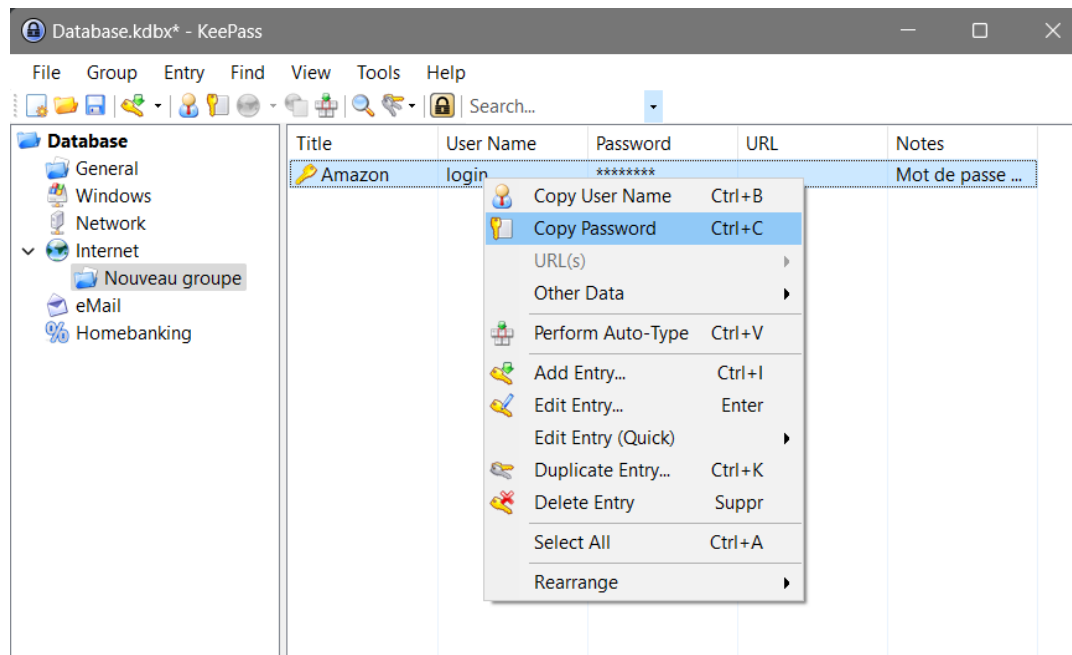 Database.kdbx* - KeePass
File Group Entry Find View Tools Help
Search...
Database
General
Windows
Network
Internet
Nouveau groupe
eMail
Homebanking
Title User Name Password URL Notes
Amazon login ******** Mot de passe ...
Copy User Name Ctrl+B
Copy Password Ctrl+C
URL(s)
Other Data
Perform Auto-Type Ctrl+V
Add Entry... Ctrl+I
Edit Entry... Enter
Edit Entry (Quick)
Duplicate Entry... Ctrl+K
Delete Entry Suppr
Select All Ctrl+A
Rearrange